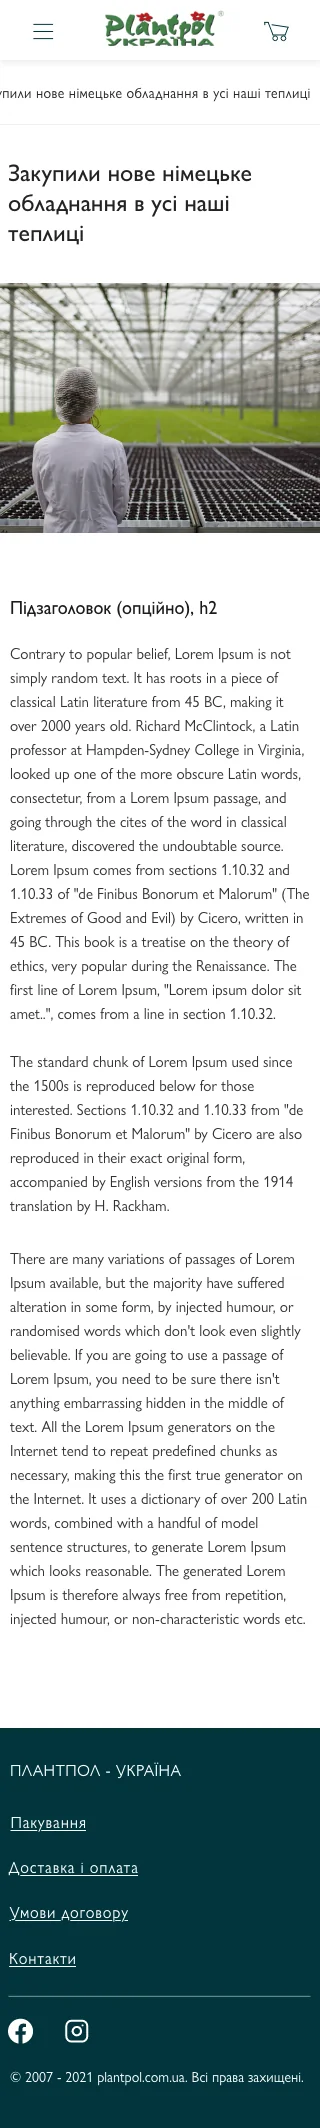 Plantpol®
УКРАЇНА
упили нове німецьке обладнання в усі наші теплиці
Закупили нове німецьке
обладнання в усі наші
теплиці
Підзаголовок (опційно), h2
Contrary to popular belief, Lorem Ipsum is not
simply random text. It has roots in a piece of
classical Latin literature from 45 BC, making it
over 2000 years old. Richard McClintock, a Latin
professor at Hampden-Sydney College in Virginia,
looked up one of the more obscure Latin words,
consectetur, from a Lorem Ipsum passage, and
going through the cites of the word in classical
literature, discovered the undoubtable source.
Lorem Ipsum comes from sections 1.10.32 and
1.10.33 of "de Finibus Bonorum et Malorum" (The
Extremes of Good and Evil) by Cicero, written in
45 BC. This book is a treatise on the theory of
ethics, very popular during the Renaissance. The
first line of Lorem Ipsum, "Lorem ipsum dolor sit
amet..", comes from a line in section 1.10.32.
The standard chunk of Lorem Ipsum used since
the 1500s is reproduced below for those
interested. Sections 1.10.32 and 1.10.33 from "de
Finibus Bonorum et Malorum" by Cicero are also
reproduced in their exact original form,
accompanied by English versions from the 1914
translation by H. Rackham.
There are many variations of passages of Lorem
Ipsum available, but the majority have suffered
alteration in some form, by injected humour, or
randomised words which don't look even slightly
believable. If you are going to use a passage of
Lorem Ipsum, you need to be sure there isn't
anything embarrassing hidden in the middle of
text. All the Lorem Ipsum generators on the
Internet tend to repeat predefined chunks as
necessary, making this the first true generator on
the Internet. It uses a dictionary of over 200 Latin
words, combined with a handful of model
sentence structures, to generate Lorem Ipsum
which looks reasonable. The generated Lorem
Ipsum is therefore always free from repetition,
injected humour, or non-characteristic words etc.
ПЛАНТПОЛ - УКРАЇНА
Пакування
Доставка і оплата
Умови договору
Контакти
© 2007 - 2021 plantpol.com.ua. Всі права захищені.